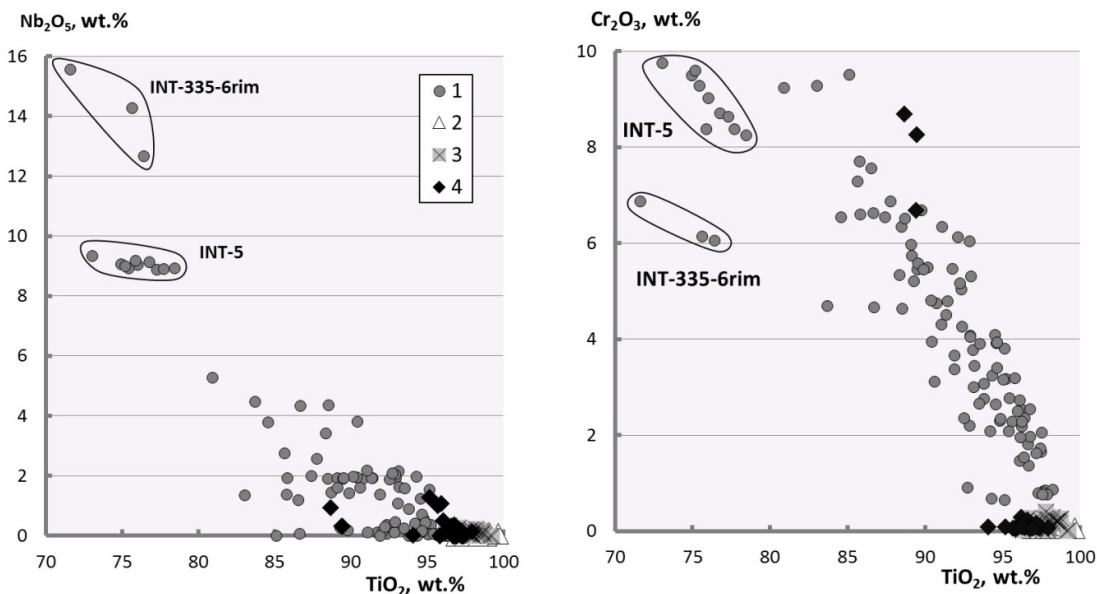 Nb₂O₅, wt.%
16
14
12
10
8
6
4
2
0
INT-335-6rim
INT-5
1
2
3
4
70 75 80 85 90 95 100
TiO₂, wt.%
Cr₂O₃, wt.%
10
8
6
4
2
0
INT-5
INT-335-6rim
70 75 80 85 90 95 100
TiO₂, wt.%